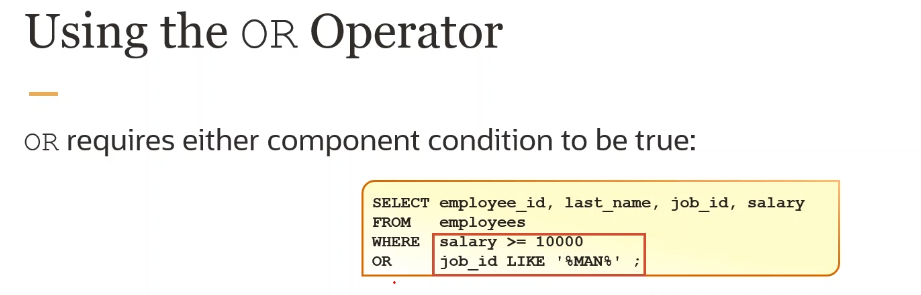 Using the OR Operator
OR requires either component condition to be true:
SELECT employee_id, last_name, job_id, salary
FROM employees
WHERE salary >= 10000
OR job_id LIKE '%MAN%' ;